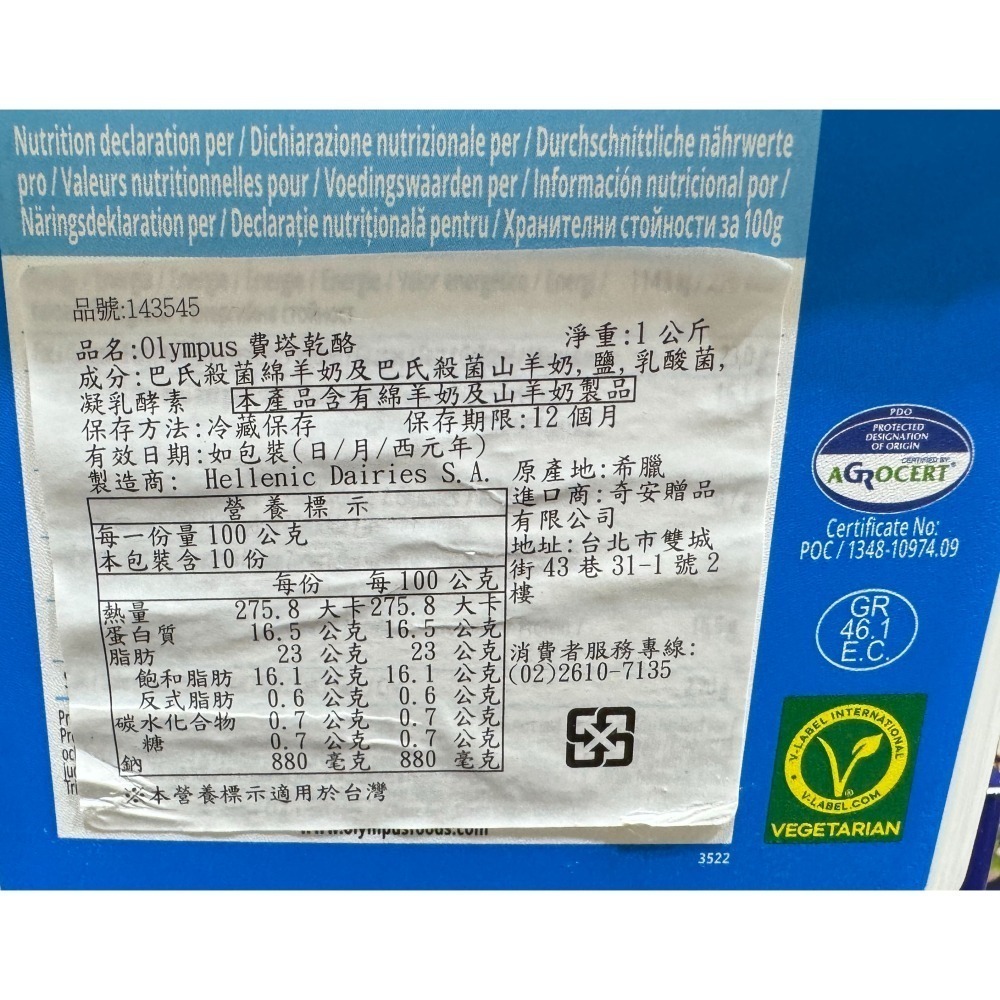 Nutrition declaration per / Dichiarazione nutrizionale per / Durchschnittliche nährwerte
pro / Valeurs nutritionnelles pour / Voedingswaarden per / Información nutricional por /
Näringsdeklaration per / Declarație nutrițională pentru / Хранителни стойности за 100g
品號:143545
品名:Olympus 費塔乾酪 淨重:1 公斤
成分:巴氏殺菌綿羊奶及巴氏殺菌山羊奶, 鹽, 乳酸菌,
凝乳酵素 本產品含有綿羊奶及山羊奶製品
保存方法:冷藏保存 保存期限:12 個月
有效日期:如包裝(日/月/西元年)
製造商: Hellenic Dairies S.A.
原產地:希臘
進口商:奇安贈品
有限公司
地址:台北市雙城
街 43 巷 31-1 號 2
樓
消費者服務專線:
(02)2610-7135
營養標示
每一份量 100 公克
本包裝含 10 份
每份 每 100 公克
熱量 275.8 大卡 275.8 大卡
蛋白質 16.5 公克 16.5 公克
脂肪 23 公克 23 公克
飽和脂肪 16.1 公克 16.1 公克
反式脂肪 0.6 公克 0.6 公克
碳水化合物 0.7 公克 0.7 公克
糖 0.7 公克 0.7 公克
鈉 880 毫克 880 毫克
※本營養標示適用於台灣
3522
PDO
PROTECTED
DESIGNATION
OF ORIGIN
CERTIFIED BY
AGROCERT
Certificate No:
POC / 1348-10974.09
GR
46.1
E.C.
V-LABEL INTERNATIONAL
V-LABEL.COM
VEGETARIAN